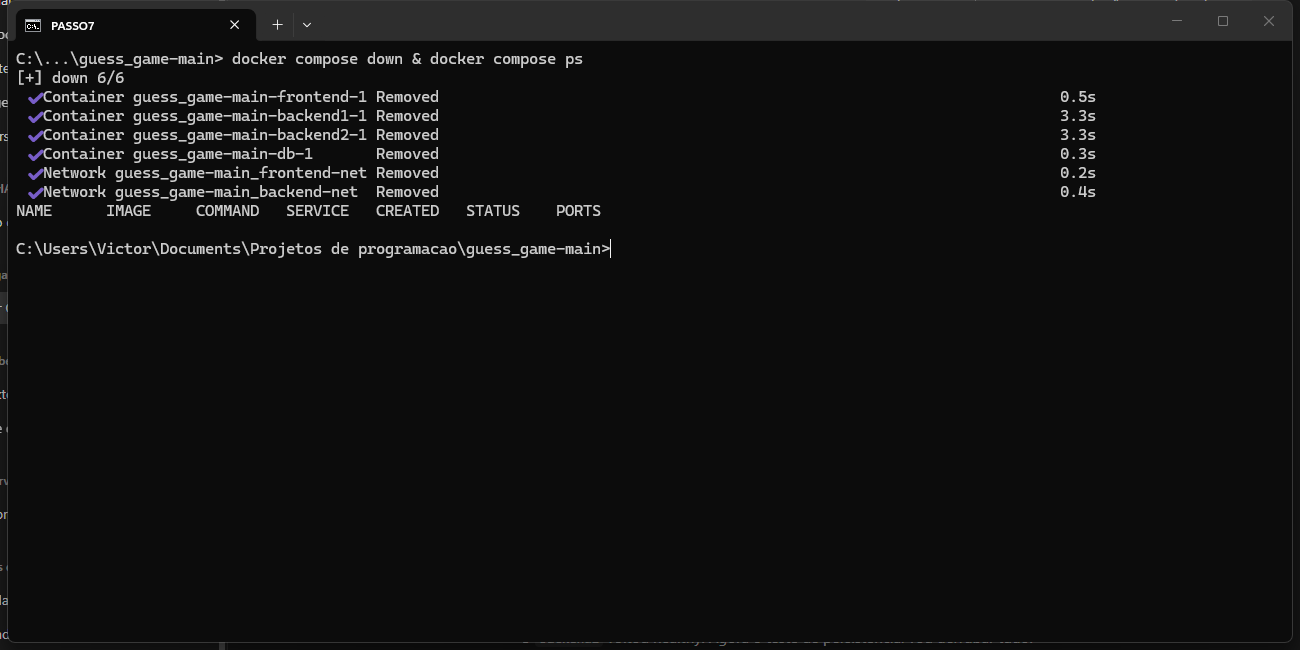 PASSO7
C:\...\guess_game-main> docker compose down & docker compose ps
[+] down 6/6
✔Container guess_game-main-frontend-1 Removed 0.5s
✔Container guess_game-main-backend1-1 Removed 3.3s
✔Container guess_game-main-backend2-1 Removed 3.3s
✔Container guess_game-main-db-1 Removed 0.3s
✔Network guess_game-main_frontend-net Removed 0.2s
✔Network guess_game-main_backend-net Removed 0.4s
NAME IMAGE COMMAND SERVICE CREATED STATUS PORTS
C:\Users\Victor\Documents\Projetos de programacao\guess_game-main>